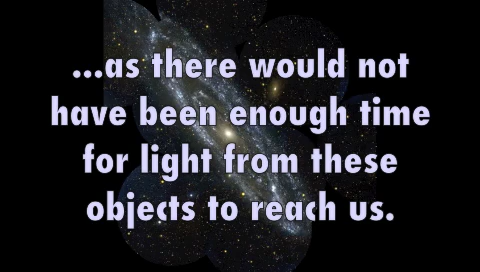 ...as there would not
have been enough time
for light from these
objects to reach us.